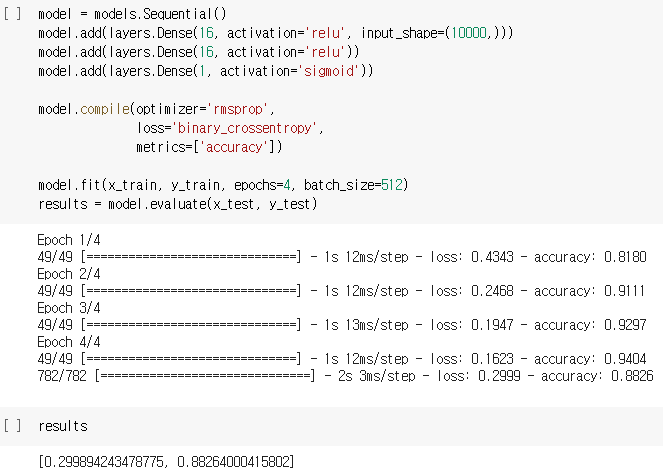 [ ] model = models.Sequential()
model.add(layers.Dense(16, activation='relu', input_shape=(10000,)))
model.add(layers.Dense(16, activation='relu'))
model.add(layers.Dense(1, activation='sigmoid'))
model.compile(optimizer='rmsprop',
loss='binary_crossentropy',
metrics=['accuracy'])
model.fit(x_train, y_train, epochs=4, batch_size=512)
results = model.evaluate(x_test, y_test)
Epoch 1/4
49/49 [==============================] - 1s 12ms/step - loss: 0.4343 - accuracy: 0.8180
Epoch 2/4
49/49 [==============================] - 1s 12ms/step - loss: 0.2468 - accuracy: 0.9111
Epoch 3/4
49/49 [==============================] - 1s 13ms/step - loss: 0.1947 - accuracy: 0.9297
Epoch 4/4
49/49 [==============================] - 1s 12ms/step - loss: 0.1623 - accuracy: 0.9404
782/782 [==============================] - 2s 3ms/step - loss: 0.2999 - accuracy: 0.8826
[ ] results
[0.299894243478775, 0.88264000415802]